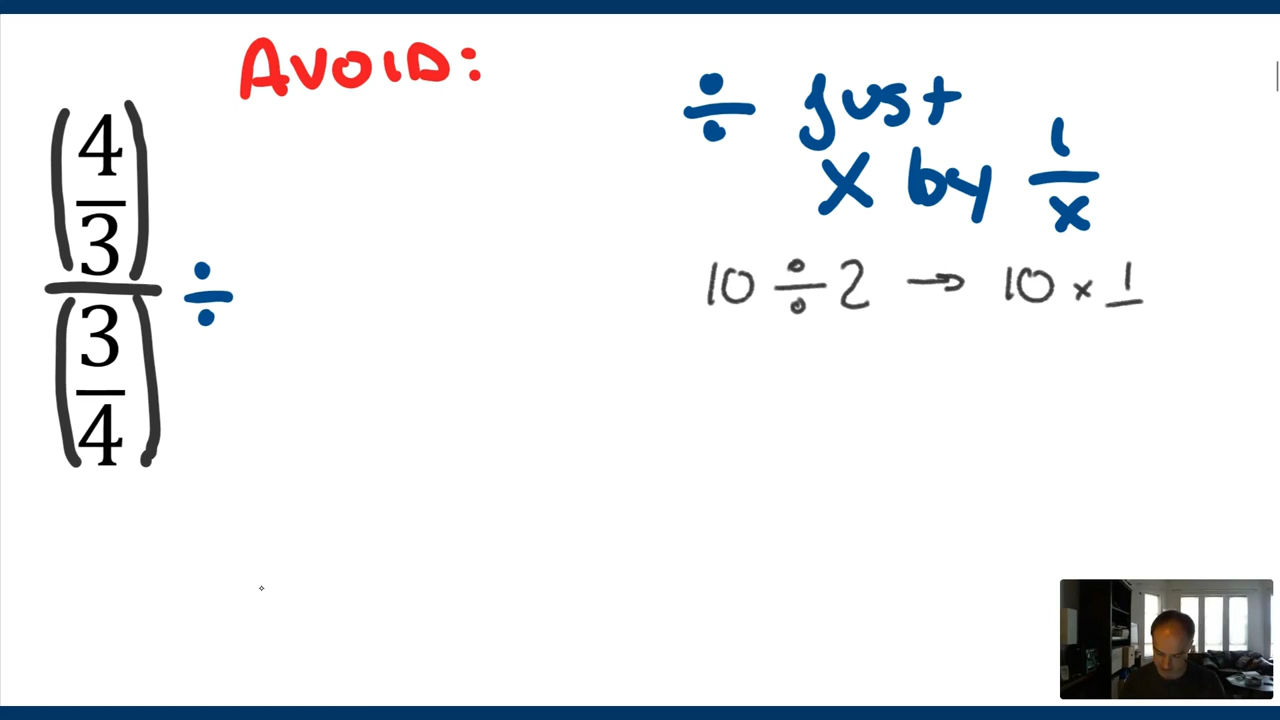 AVOID:
(4/3)
/
(3/4)
÷
÷ just
x by 1/x
10 ÷ 2 → 10 × 1